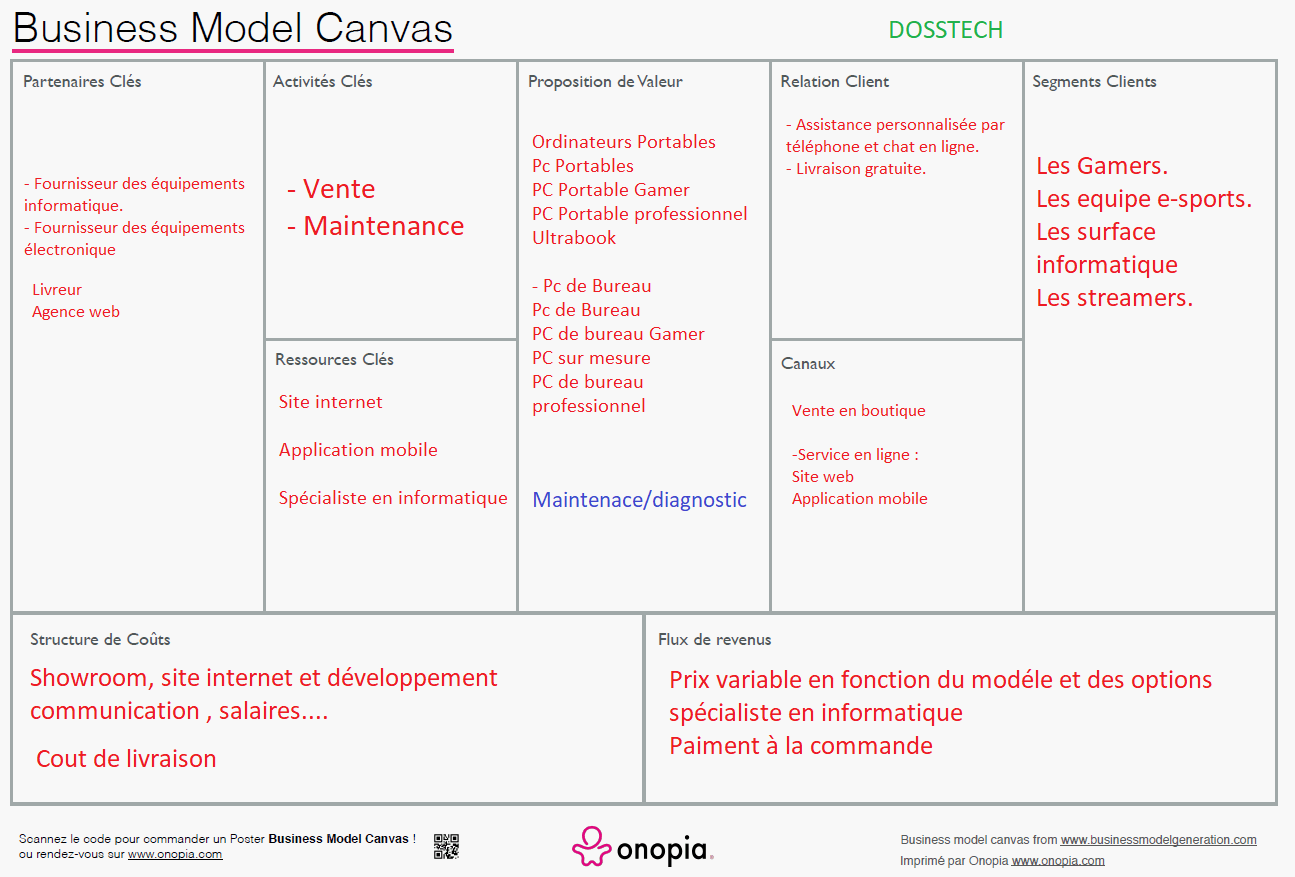 Business Model Canvas
DOSSTECH
Partenaires Clés
- Fournisseur des équipements
informatique.
- Fournisseur des équipements
électronique
Livreur
Agence web
Activités Clés
- Vente
- Maintenance
Ressources Clés
Site internet
Application mobile
Spécialiste en informatique
Proposition de Valeur
Ordinateurs Portables
Pc Portables
PC Portable Gamer
PC Portable professionnel
Ultrabook
- Pc de Bureau
Pc de Bureau
PC de bureau Gamer
PC sur mesure
PC de bureau
professionnel
Maintenace/diagnostic
Relation Client
- Assistance personnalisée par
téléphone et chat en ligne.
- Livraison gratuite.
Canaux
Vente en boutique
-Service en ligne :
Site web
Application mobile
Segments Clients
Les Gamers.
Les equipe e-sports.
Les surface
informatique
Les streamers.
Structure de Coûts
Showroom, site internet et développement
communication , salaires....
Cout de livraison
Flux de revenus
Prix variable en fonction du modéle et des options
spécialiste en informatique
Paiment à la commande
Scannez le code pour commander un Poster Business Model Canvas !
ou rendez-vous sur www.onopia.com
onopia.
Business model canvas from www.businessmodelgeneration.com
Imprimé par Onopia www.onopia.com